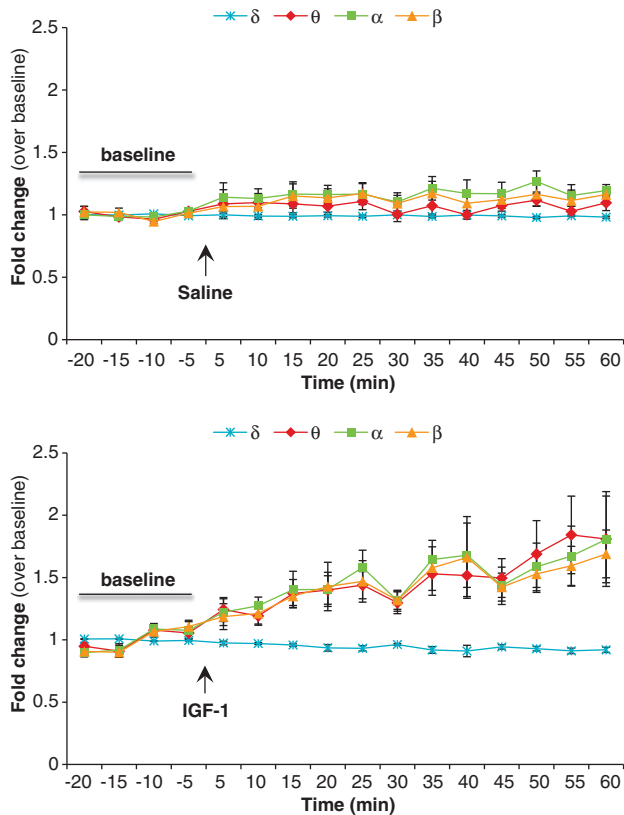 δ θ α β
2.5
2
1.5
1
0.5
0
Fold change (over baseline)
baseline
Saline
-20 -15 -10 -5 5 10 15 20 25 30 35 40 45 50 55 60
Time (min)
δ θ α β
2.5
2
1.5
1
0.5
0
Fold change (over baseline)
baseline
IGF-1
-20 -15 -10 -5 5 10 15 20 25 30 35 40 45 50 55 60
Time (min)